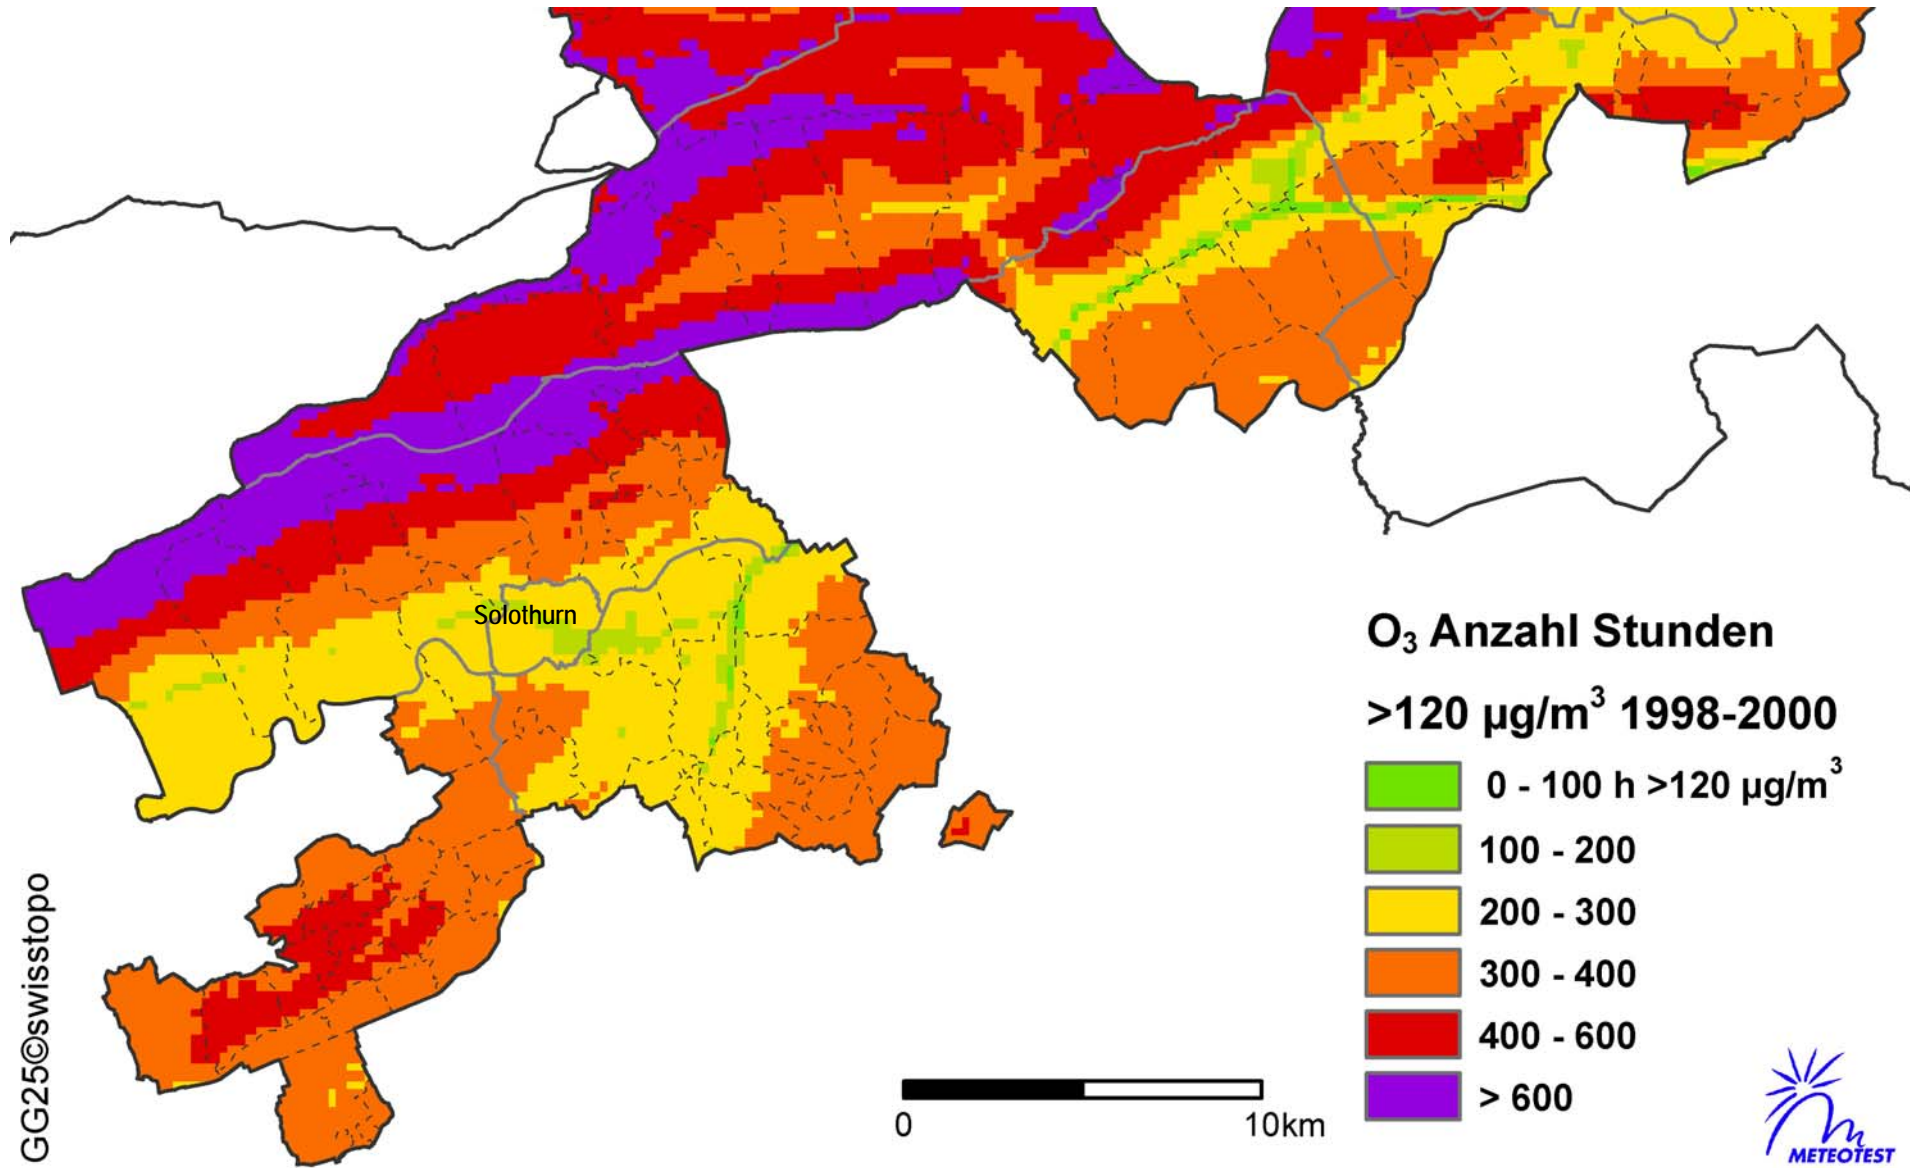 Solothurn
O₃ Anzahl Stunden
>120 µg/m³ 1998-2000
0 - 100 h >120 µg/m³
100 - 200
200 - 300
300 - 400
400 - 600
> 600
0 10km
GG25©swisstopo
METEOTEST